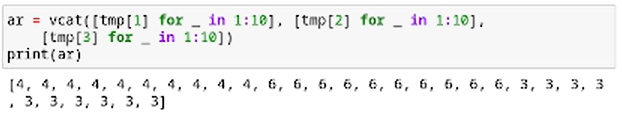 ar = vcat([tmp[1] for _ in 1:10], [tmp[2] for _ in 1:10],
[tmp[3] for _ in 1:10])
print(ar)
[4, 4, 4, 4, 4, 4, 4, 4, 4, 4, 6, 6, 6, 6, 6, 6, 6, 6, 6, 6, 3, 3, 3, 3
, 3, 3, 3, 3, 3, 3]